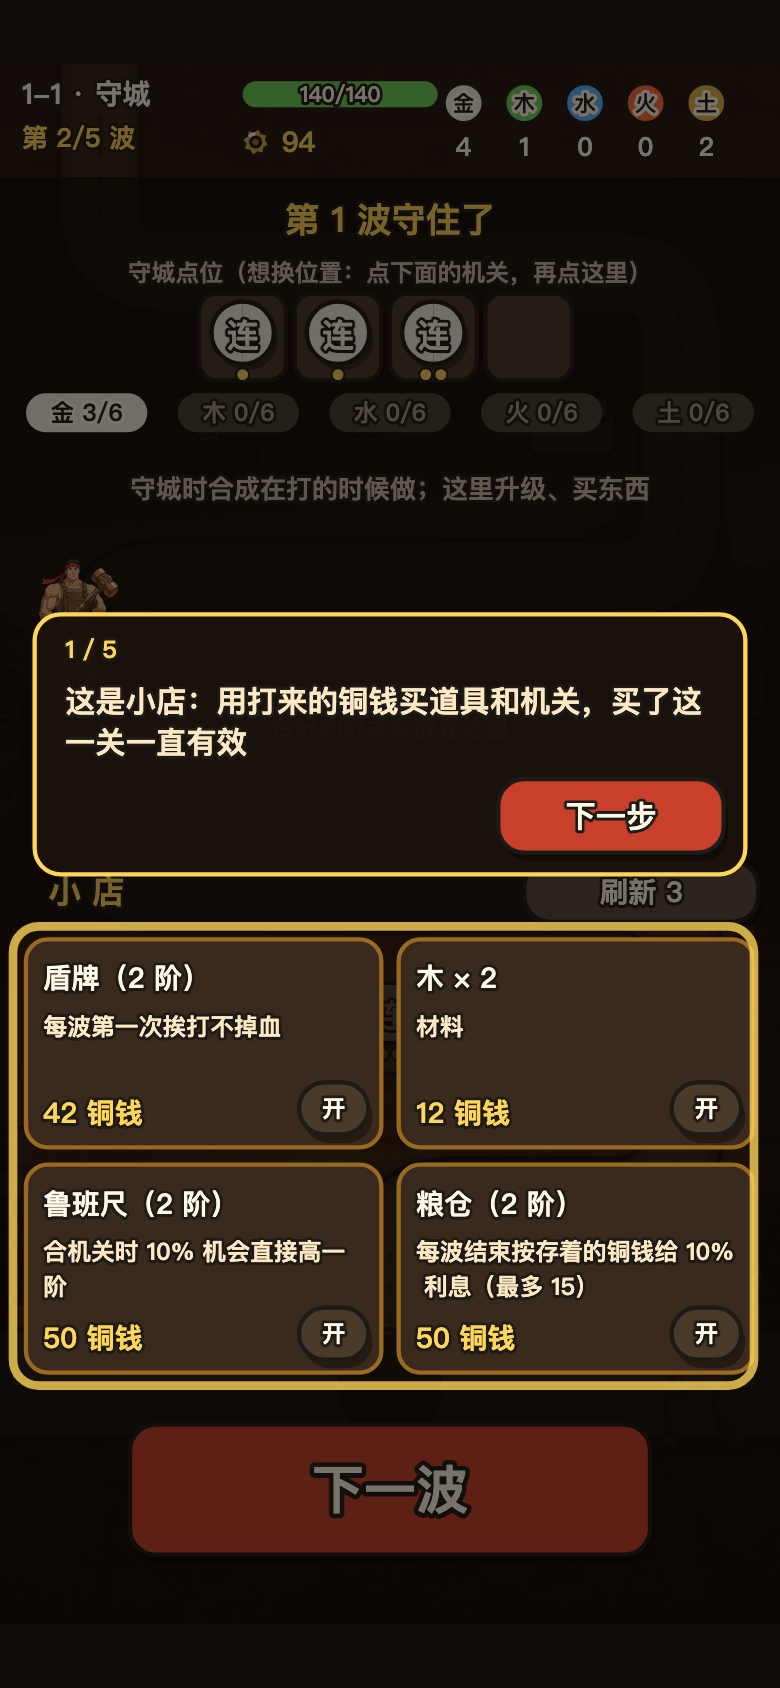 1–1 · 守城
140/140
金 木 水 火 土
第 2/5 波
94
4 1 0 0 2
第 1 波守住了
守城点位（想换位置：点下面的机关，再点这里）
连 连 连
金 3/6 木 0/6 水 0/6 火 0/6 土 0/6
守城时合成在打的时候做；这里升级、买东西
1 / 5
这是小店：用打来的铜钱买道具和机关，买了这
一关一直有效
下一步
小 店
刷新 3
盾牌（2 阶）
每波第一次挨打不掉血
42 铜钱
开
木 × 2
材料
12 铜钱
开
鲁班尺（2 阶）
合机关时 10% 机会直接高一
阶
50 铜钱
开
粮仓（2 阶）
每波结束按存着的铜钱给 10%
利息（最多 15）
50 铜钱
开
下一波